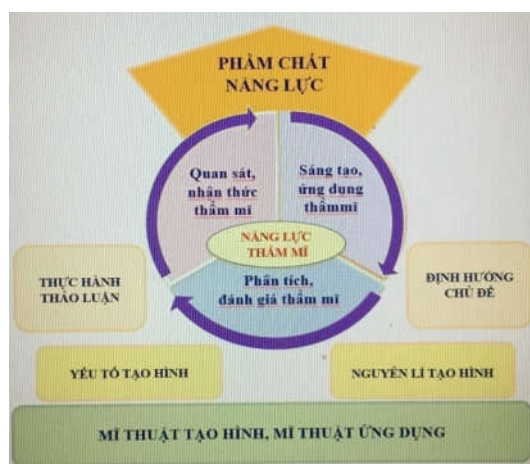 PHẨM CHẤT
NĂNG LỰC
Quan sát,
nhân thức
thẩm mĩ
Sáng tạo,
ứng dụng
thẩmmĩ
NĂNG LỰC
THẨM MĨ
Phân tích,
đánh giá thẩm mĩ
THỰC HÀNH
THẢO LUẬN
ĐỊNH HƯỚNG
CHỦ ĐỀ
YẾU TỐ TẠO HÌNH
NGUYÊN LÍ TẠO HÌNH
MĨ THUẬT TẠO HÌNH, MĨ THUẬT ỨNG DỤNG